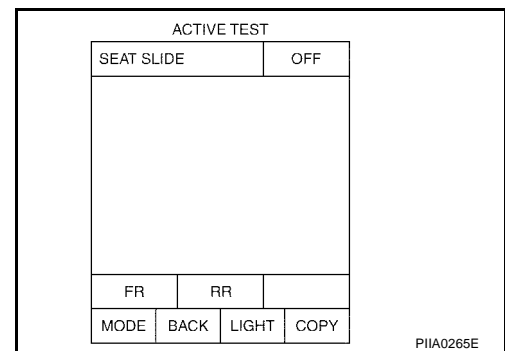 ACTIVE TEST
SEAT SLIDE OFF
FR RR
MODE BACK LIGHT COPY
PIIA0265E